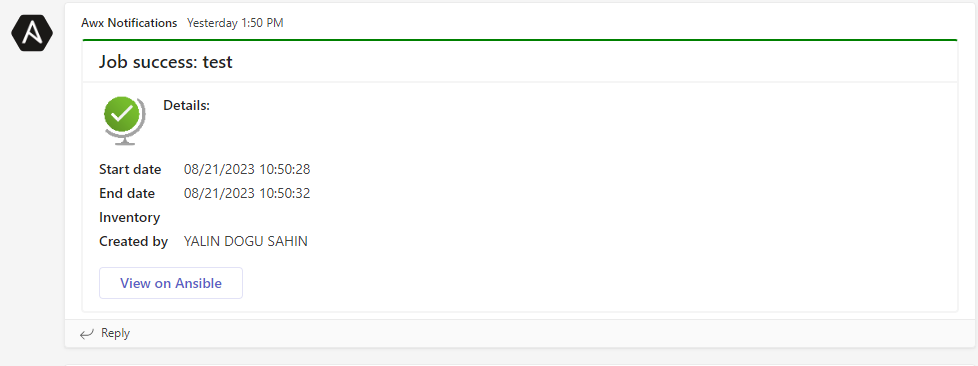 Awx Notifications Yesterday 1:50 PM
Job success: test
Details:
Start date 08/21/2023 10:50:28
End date 08/21/2023 10:50:32
Inventory
Created by YALIN DOGU SAHIN
View on Ansible
Reply